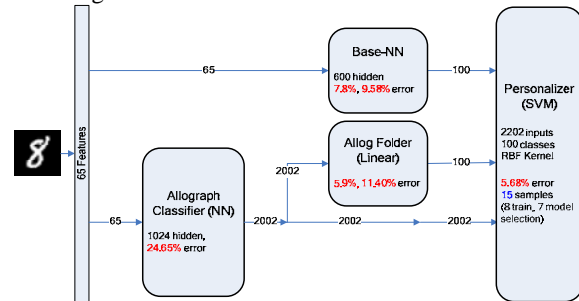 8
65 Features
65
Base-NN
600 hidden
7.8%, 9.58% error
100
Allograph
Classifier (NN)
1024 hidden,
24.65% error
65
2002
2002
Allog Folder
(Linear)
5.9%, 11.40% error
100
2002
2002
Personalizer
(SVM)
2202 inputs
100 classes
RBF Kernel
5.68% error
15 samples
(8 train, 7 model
selection)